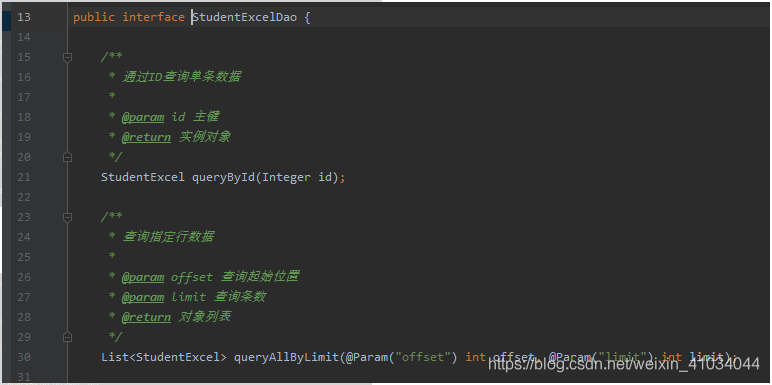 13 public interface StudentExcelDao {
14
15 /**
16 * 通过ID查询单条数据
17 *
18 * @param id 主键
19 * @return 实例对象
20 */
21 StudentExcel queryById(Integer id);
22
23 /**
24 * 查询指定行数据
25 *
26 * @param offset 查询起始位置
27 * @param limit 查询条数
28 * @return 对象列表
29 */
30 List<StudentExcel> queryAllByLimit(@Param("offset") int offset, @Param("limit") int limit);
https://blog.csdn.net/weixin_41034044
31